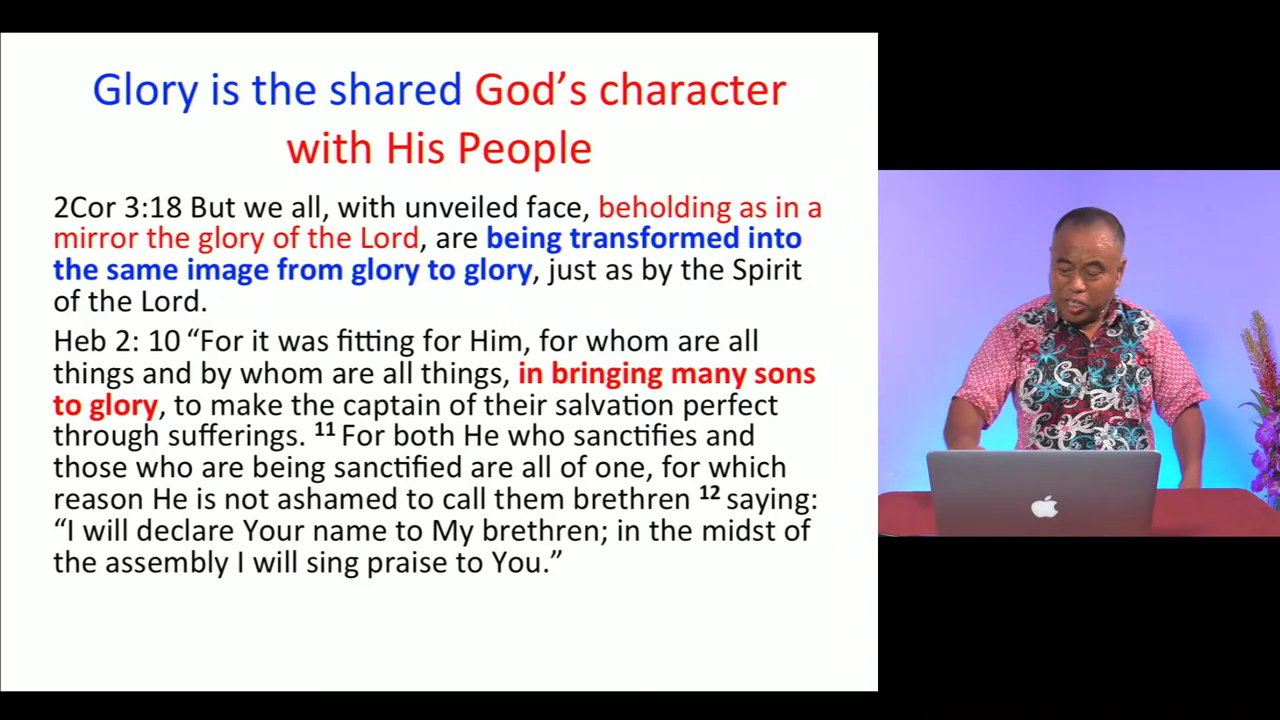 Glory is the shared God’s character
with His People
2Cor 3:18 But we all, with unveiled face, beholding as in a
mirror the glory of the Lord, are being transformed into
the same image from glory to glory, just as by the Spirit
of the Lord.
Heb 2: 10 “For it was fitting for Him, for whom are all
things and by whom are all things, in bringing many sons
to glory, to make the captain of their salvation perfect
through sufferings. 11 For both He who sanctifies and
those who are being sanctified are all of one, for which
reason He is not ashamed to call them brethren 12 saying:
“I will declare Your name to My brethren; in the midst of
the assembly I will sing praise to You.”